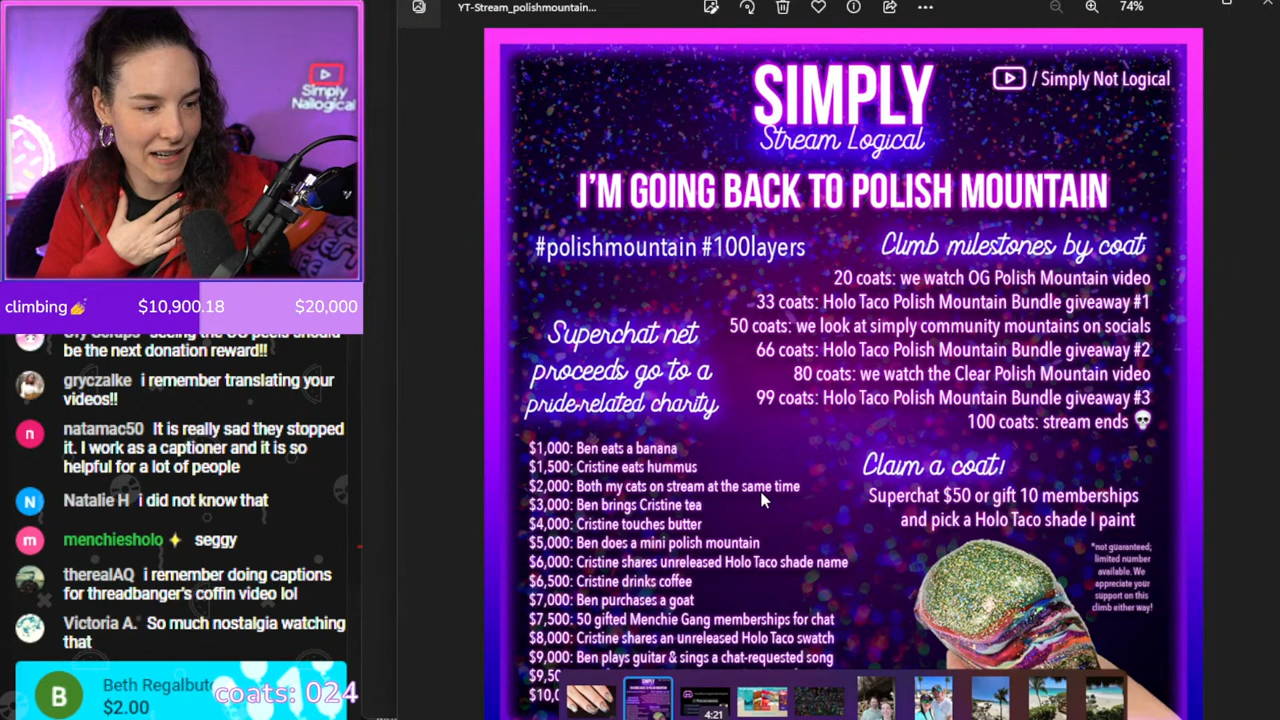 YT-Stream_polishmountain...
74%
Simply
Nailogical
climbing💅 $10,900.18 $20,000
be the next donation reward!!
gryczalke i remember translating your
videos!!
natamac50 It is really sad they stopped
it. I work as a captioner and it is so
helpful for a lot of people
N
Natalie H i did not know that
m
menchiesholo seggy
therealAQ i remember doing captions
for threadbanger's coffin video lol
Victoria A. So much nostalgia watching
that
B
Beth Regalbut
$2.00
coats: 024
SIMPLY
Stream Logical
/ Simply Not Logical
I'M GOING BACK TO POLISH MOUNTAIN
#polishmountain #100layers
Superchat net
proceeds go to a
pride-related charity
$1,000: Ben eats a banana
$1,500: Cristine eats hummus
$2,000: Both my cats on stream at the same time
$3,000: Ben brings Cristine tea
$4,000: Cristine touches butter
$5,000: Ben does a mini polish mountain
$6,000: Cristine shares unreleased Holo Taco shade name
$6,500: Cristine drinks coffee
$7,000: Ben purchases a goat
$7,500: 50 gifted Menchie Gang memberships for chat
$8,000: Cristine shares an unreleased Holo Taco swatch
$9,000: Ben plays guitar & sings a chat-requested song
$9,50
$10,0
Climb milestones by coat
20 coats: we watch OG Polish Mountain video
33 coats: Holo Taco Polish Mountain Bundle giveaway #1
50 coats: we look at simply community mountains on socials
66 coats: Holo Taco Polish Mountain Bundle giveaway #2
80 coats: we watch the Clear Polish Mountain video
99 coats: Holo Taco Polish Mountain Bundle giveaway #3
100 coats: stream ends 💀
Claim a coat!
Superchat $50 or gift 10 memberships
and pick a Holo Taco shade I paint
*not guaranteed;
limited number
available. We
appreciate your
support on this
climb either way!
4:21